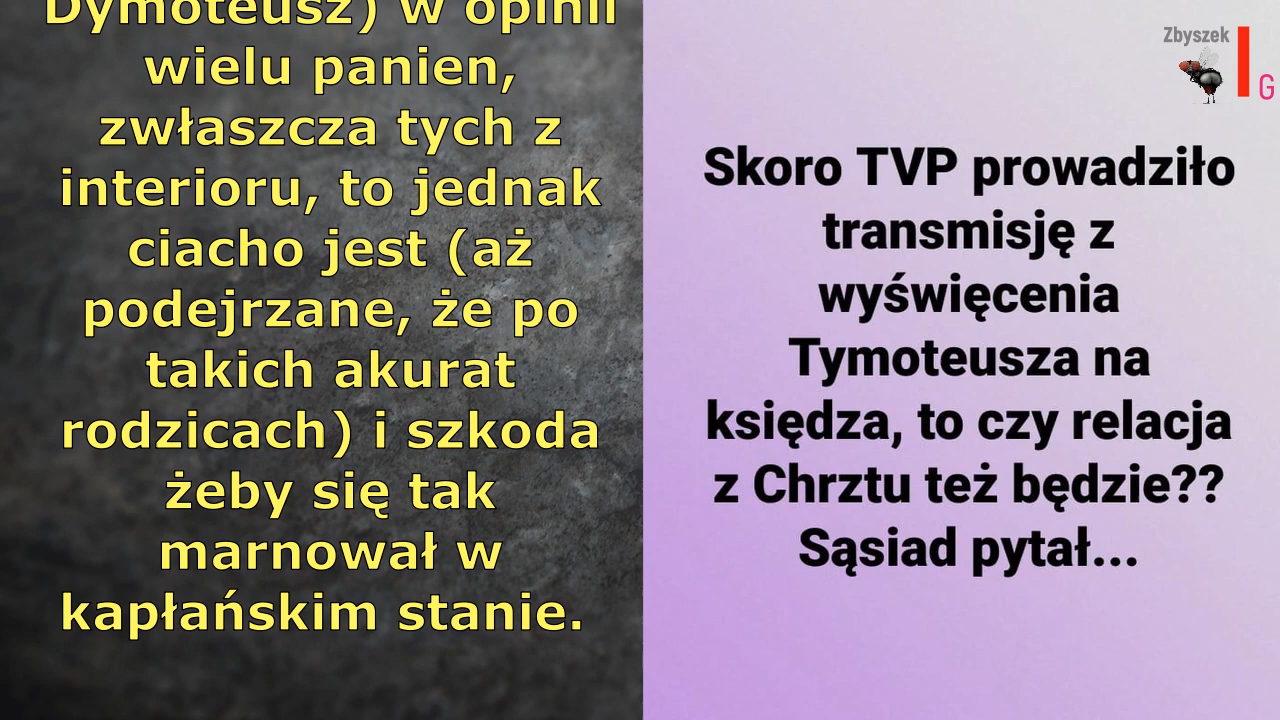 Dymoteusz) w opinii
wielu panien,
zwłaszcza tych z
interioru, to jednak
ciacho jest (aż
podejrzane, że po
takich akurat
rodzicach) i szkoda
żeby się tak
marnował w
kapłańskim stanie.
Zbyszek
G
Skoro TVP prowadziło
transmisję z
wyświęcenia
Tymoteusza na
księdza, to czy relacja
z Chrztu też będzie??
Sąsiad pytał...